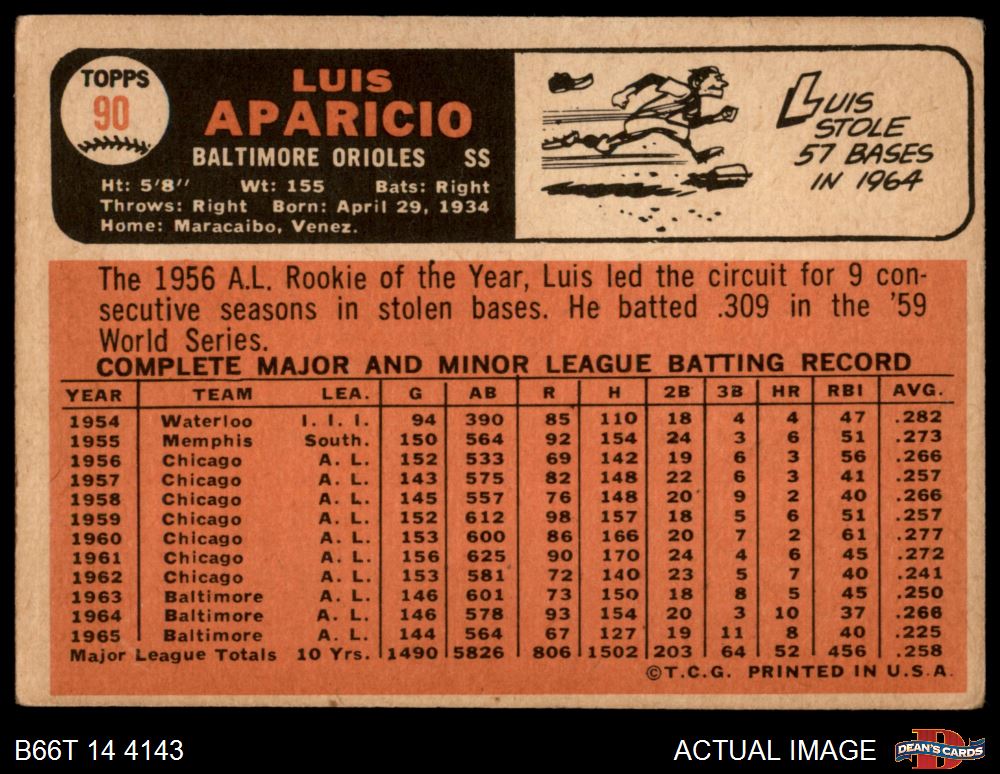 TOPPS
90
LUIS
APARICIO
BALTIMORE ORIOLES SS
Ht: 5'8" Wt: 155 Bats: Right
Throws: Right Born: April 29, 1934
Home: Maracaibo, Venez.
LUIS
STOLE
57 BASES
IN 1964
The 1956 A.L. Rookie of the Year, Luis led the circuit for 9 con-
secutive seasons in stolen bases. He batted .309 in the '59
World Series.
COMPLETE MAJOR AND MINOR LEAGUE BATTING RECORD
YEAR TEAM LEA. G AB R H 2B 3B HR RBI AVG.
1954 Waterloo I. I. I. 94 390 85 110 18 4 4 47 .282
1955 Memphis South. 150 564 92 154 24 3 6 51 .273
1956 Chicago A. L. 152 533 69 142 19 6 3 56 .266
1957 Chicago A. L. 143 575 82 148 22 6 3 41 .257
1958 Chicago A. L. 145 557 76 148 20 9 2 40 .266
1959 Chicago A. L. 152 612 98 157 18 5 6 51 .257
1960 Chicago A. L. 153 600 86 166 20 7 2 61 .277
1961 Chicago A. L. 156 625 90 170 24 4 6 45 .272
1962 Chicago A. L. 153 581 72 140 23 5 7 40 .241
1963 Baltimore A. L. 146 601 73 150 18 8 5 45 .250
1964 Baltimore A. L. 146 578 93 154 20 3 10 37 .266
1965 Baltimore A. L. 144 564 67 127 19 11 8 40 .225
Major League Totals 10 Yrs. 1490 5826 806 1502 203 64 52 456 .258
©T.C.G. PRINTED IN U.S.A.
B66T 14 4143
ACTUAL IMAGE
D
DEAN'S CARDS